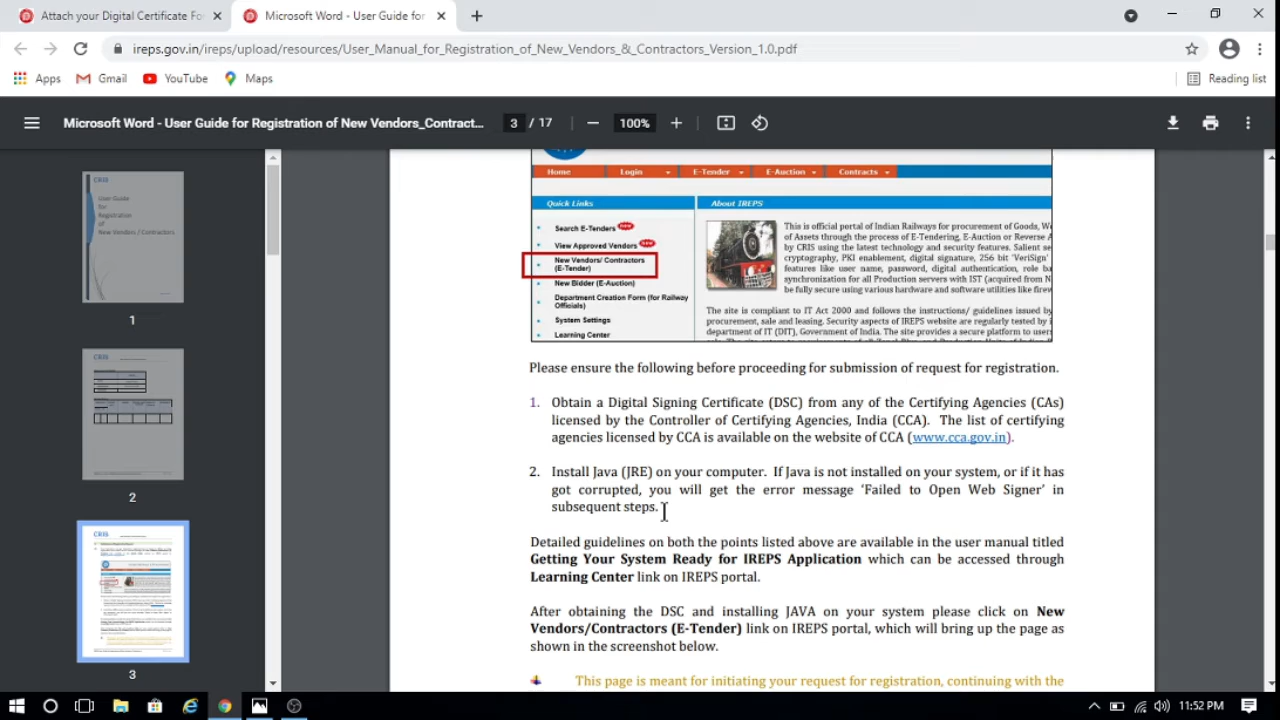 Attach your Digital Certificate For
Microsoft Word - User Guide for
ireps.gov.in/ireps/upload/resources/User_Manual_for_Registration_of_New_Vendors_&_Contractors_Version_1.0.pdf
Apps
Gmail
YouTube
Maps
Reading list
Microsoft Word - User Guide for Registration of New Vendors_Contract...
3 / 17
100%
CRIS
User Guide
for
Registration
of
New Vendors / Contractors
1
2
CRIS
3
Home
Login
E-Tender
E-Auction
Contracts
Quick Links
About IREPS
Search E-Tenders
View Approved Vendors
New Vendors/ Contractors
(E-Tender)
New Bidder (E-Auction)
Department Creation Form (for Railway
Officials)
System Settings
Learning Center
This is official portal of Indian Railways for procurement of Goods, W
of Assets through the process of E-Tendering, E-Auction or Reverse A
by CRIS using the latest technology and security features. Salient se
cryptography, PKI enablement, digital signature, 256 bit 'VeriSign'
features like user name, password, digital authentication, role ba
synchronization for all Production servers with IST (acquired from N
be fully secure using various hardware and software utilities like firew
The site is compliant to IT Act 2000 and follows the instructions/ guidelines issued by
procurement, sale and leasing. Security aspects of IREPS website are regularly tested by i
department of IT (DIT), Government of India. The site provides a secure platform to users
Please ensure the following before proceeding for submission of request for registration.
1. Obtain a Digital Signing Certificate (DSC) from any of the Certifying Agencies (CAs)
licensed by the Controller of Certifying Agencies, India (CCA). The list of certifying
agencies licensed by CCA is available on the website of CCA (www.cca.gov.in).
2. Install Java (JRE) on your computer. If Java is not installed on your system, or if it has
got corrupted, you will get the error message 'Failed to Open Web Signer' in
subsequent steps.
Detailed guidelines on both the points listed above are available in the user manual titled
Getting Your System Ready for IREPS Application which can be accessed through
Learning Center link on IREPS portal.
After obtaining the DSC and installing JAVA on your system please click on New
Vendors/Contractors (E-Tender) link on IREPS portal, which will bring up the page as
shown in the screenshot below.
This page is meant for initiating your request for registration, continuing with the
11:52 PM